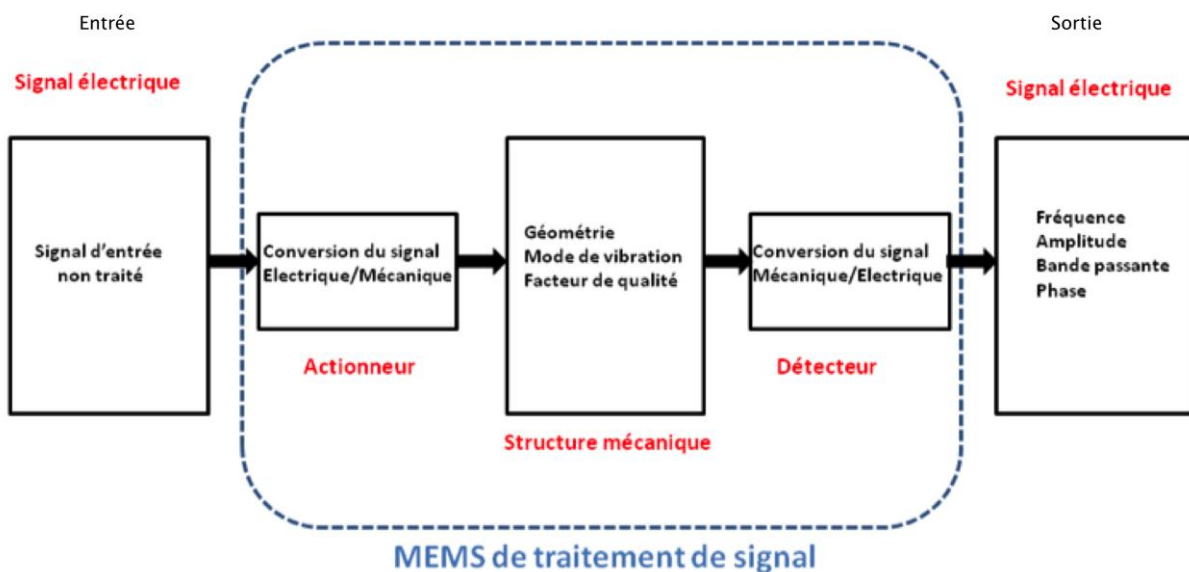 Entrée
Sortie
Signal électrique
Signal électrique
Signal d'entrée
non traité
Conversion du signal
Electrique/Mécanique
Actionneur
Géométrie
Mode de vibration
Facteur de qualité
Structure mécanique
Conversion du signal
Mécanique/Electrique
Détecteur
Fréquence
Amplitude
Bande passante
Phase
MEMS de traitement de signal